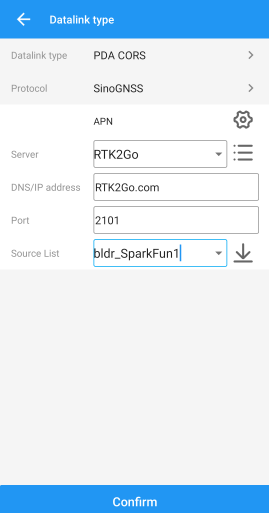 Datalink type
Datalink type PDA CORS
Protocol SinoGNSS
APN
Server RTK2Go
DNS/IP address RTK2Go.com
Port 2101
Source List bldr_SparkFun1
Confirm